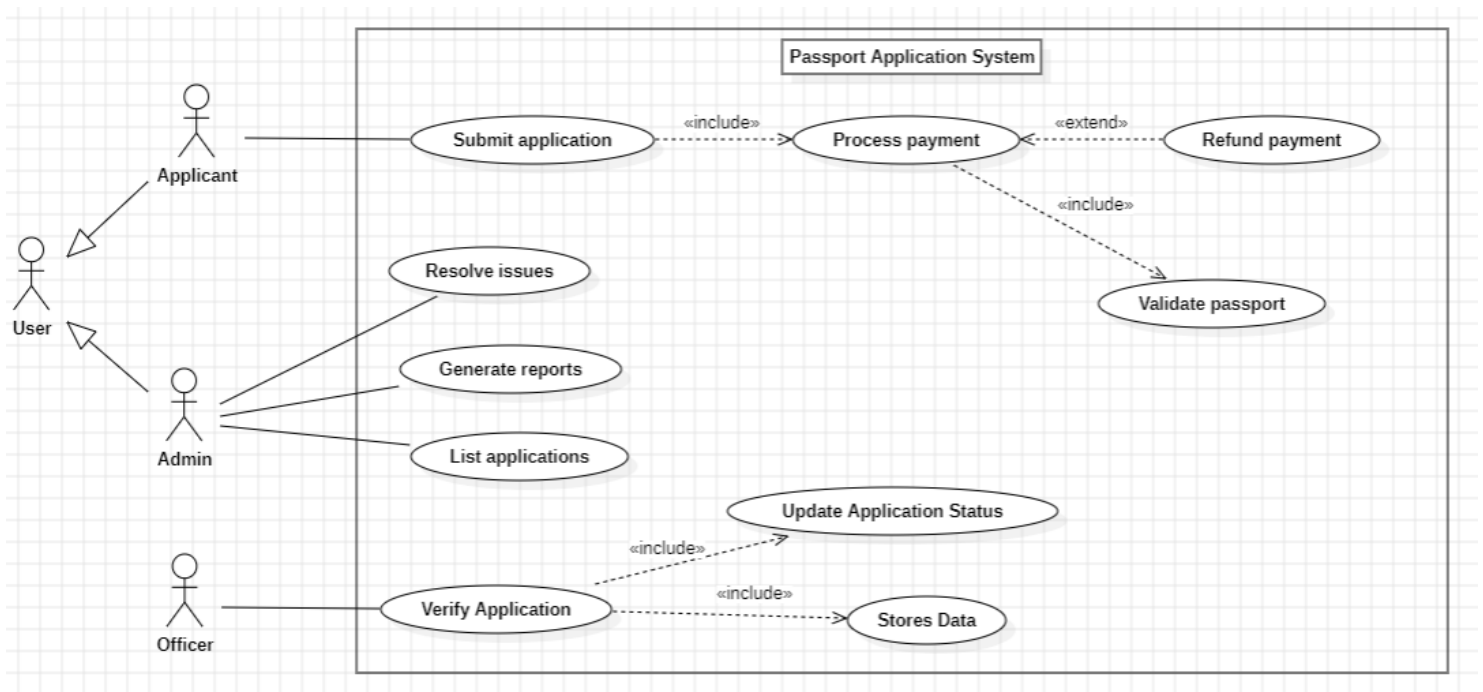 Passport Application System
Applicant
Submit application
«include»
Process payment
«extend»
Refund payment
«include»
User
Resolve issues
Validate passport
Generate reports
Admin
List applications
Update Application Status
«include»
Officer
Verify Application
«include»
Stores Data